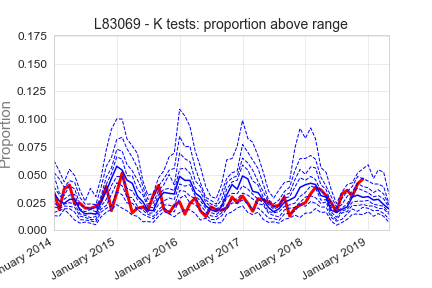 L83069 - K tests: proportion above range
0.175
0.150
0.125
0.100
0.075
0.050
0.025
0.000
Proportion
nuary 2014
January 2015
January 2016
January 2017
January 2018
January 2019